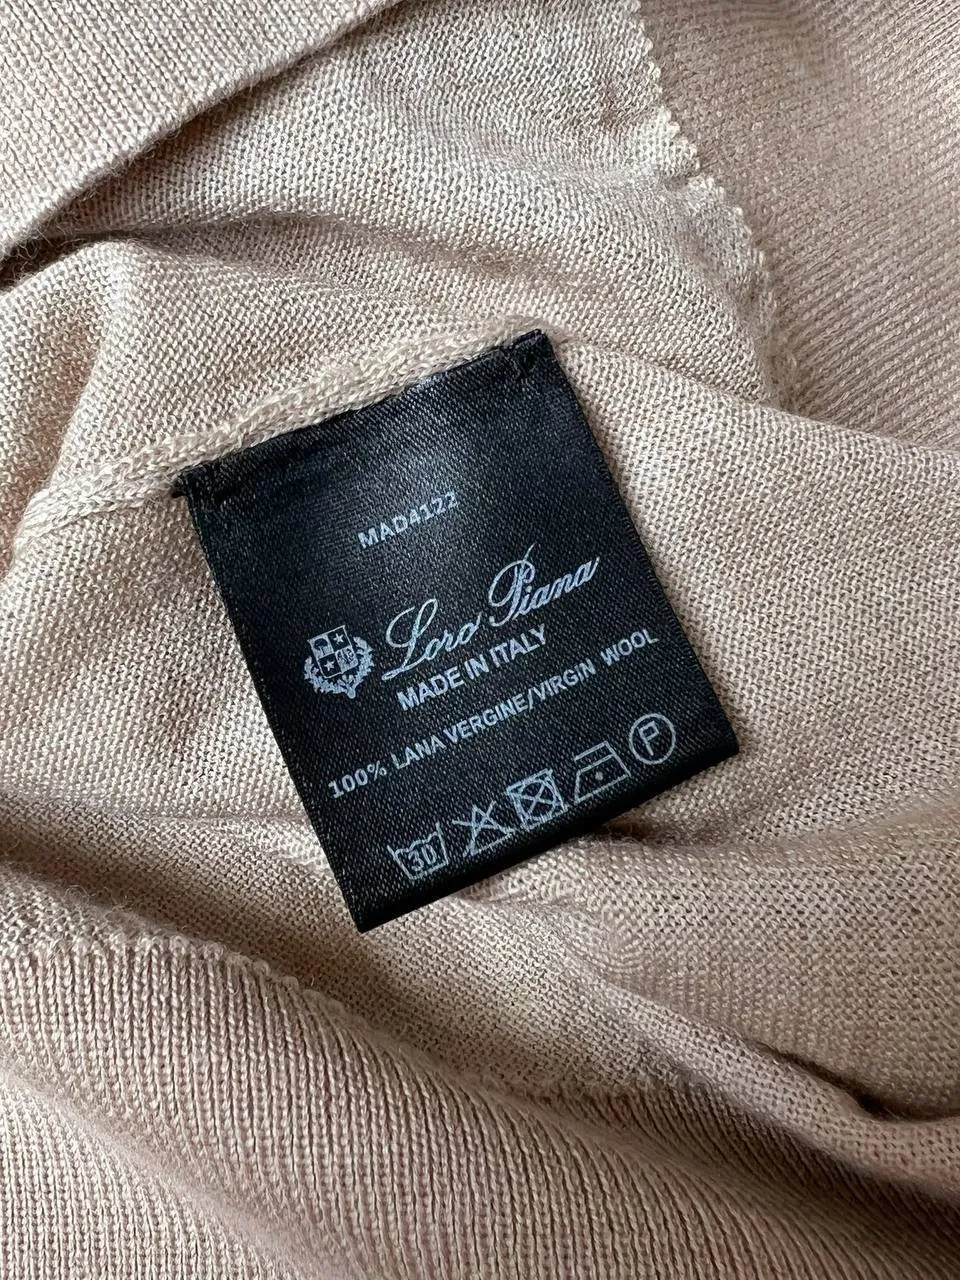 MAD4122
Loro Piana
MADE IN ITALY
100% LANA VERGINE/VIRGIN WOOL
30
P